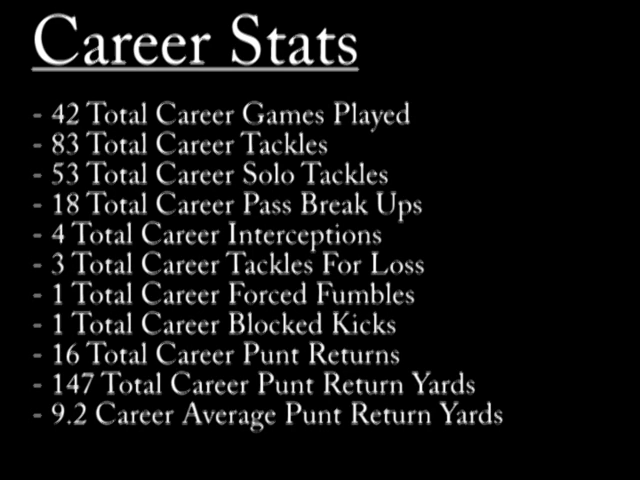 Career Stats
- 42 Total Career Games Played
- 83 Total Career Tackles
- 53 Total Career Solo Tackles
- 18 Total Career Pass Break Ups
- 4 Total Career Interceptions
- 3 Total Career Tackles For Loss
- 1 Total Career Forced Fumbles
- 1 Total Career Blocked Kicks
- 16 Total Career Punt Returns
- 147 Total Career Punt Return Yards
- 9.2 Career Average Punt Return Yards